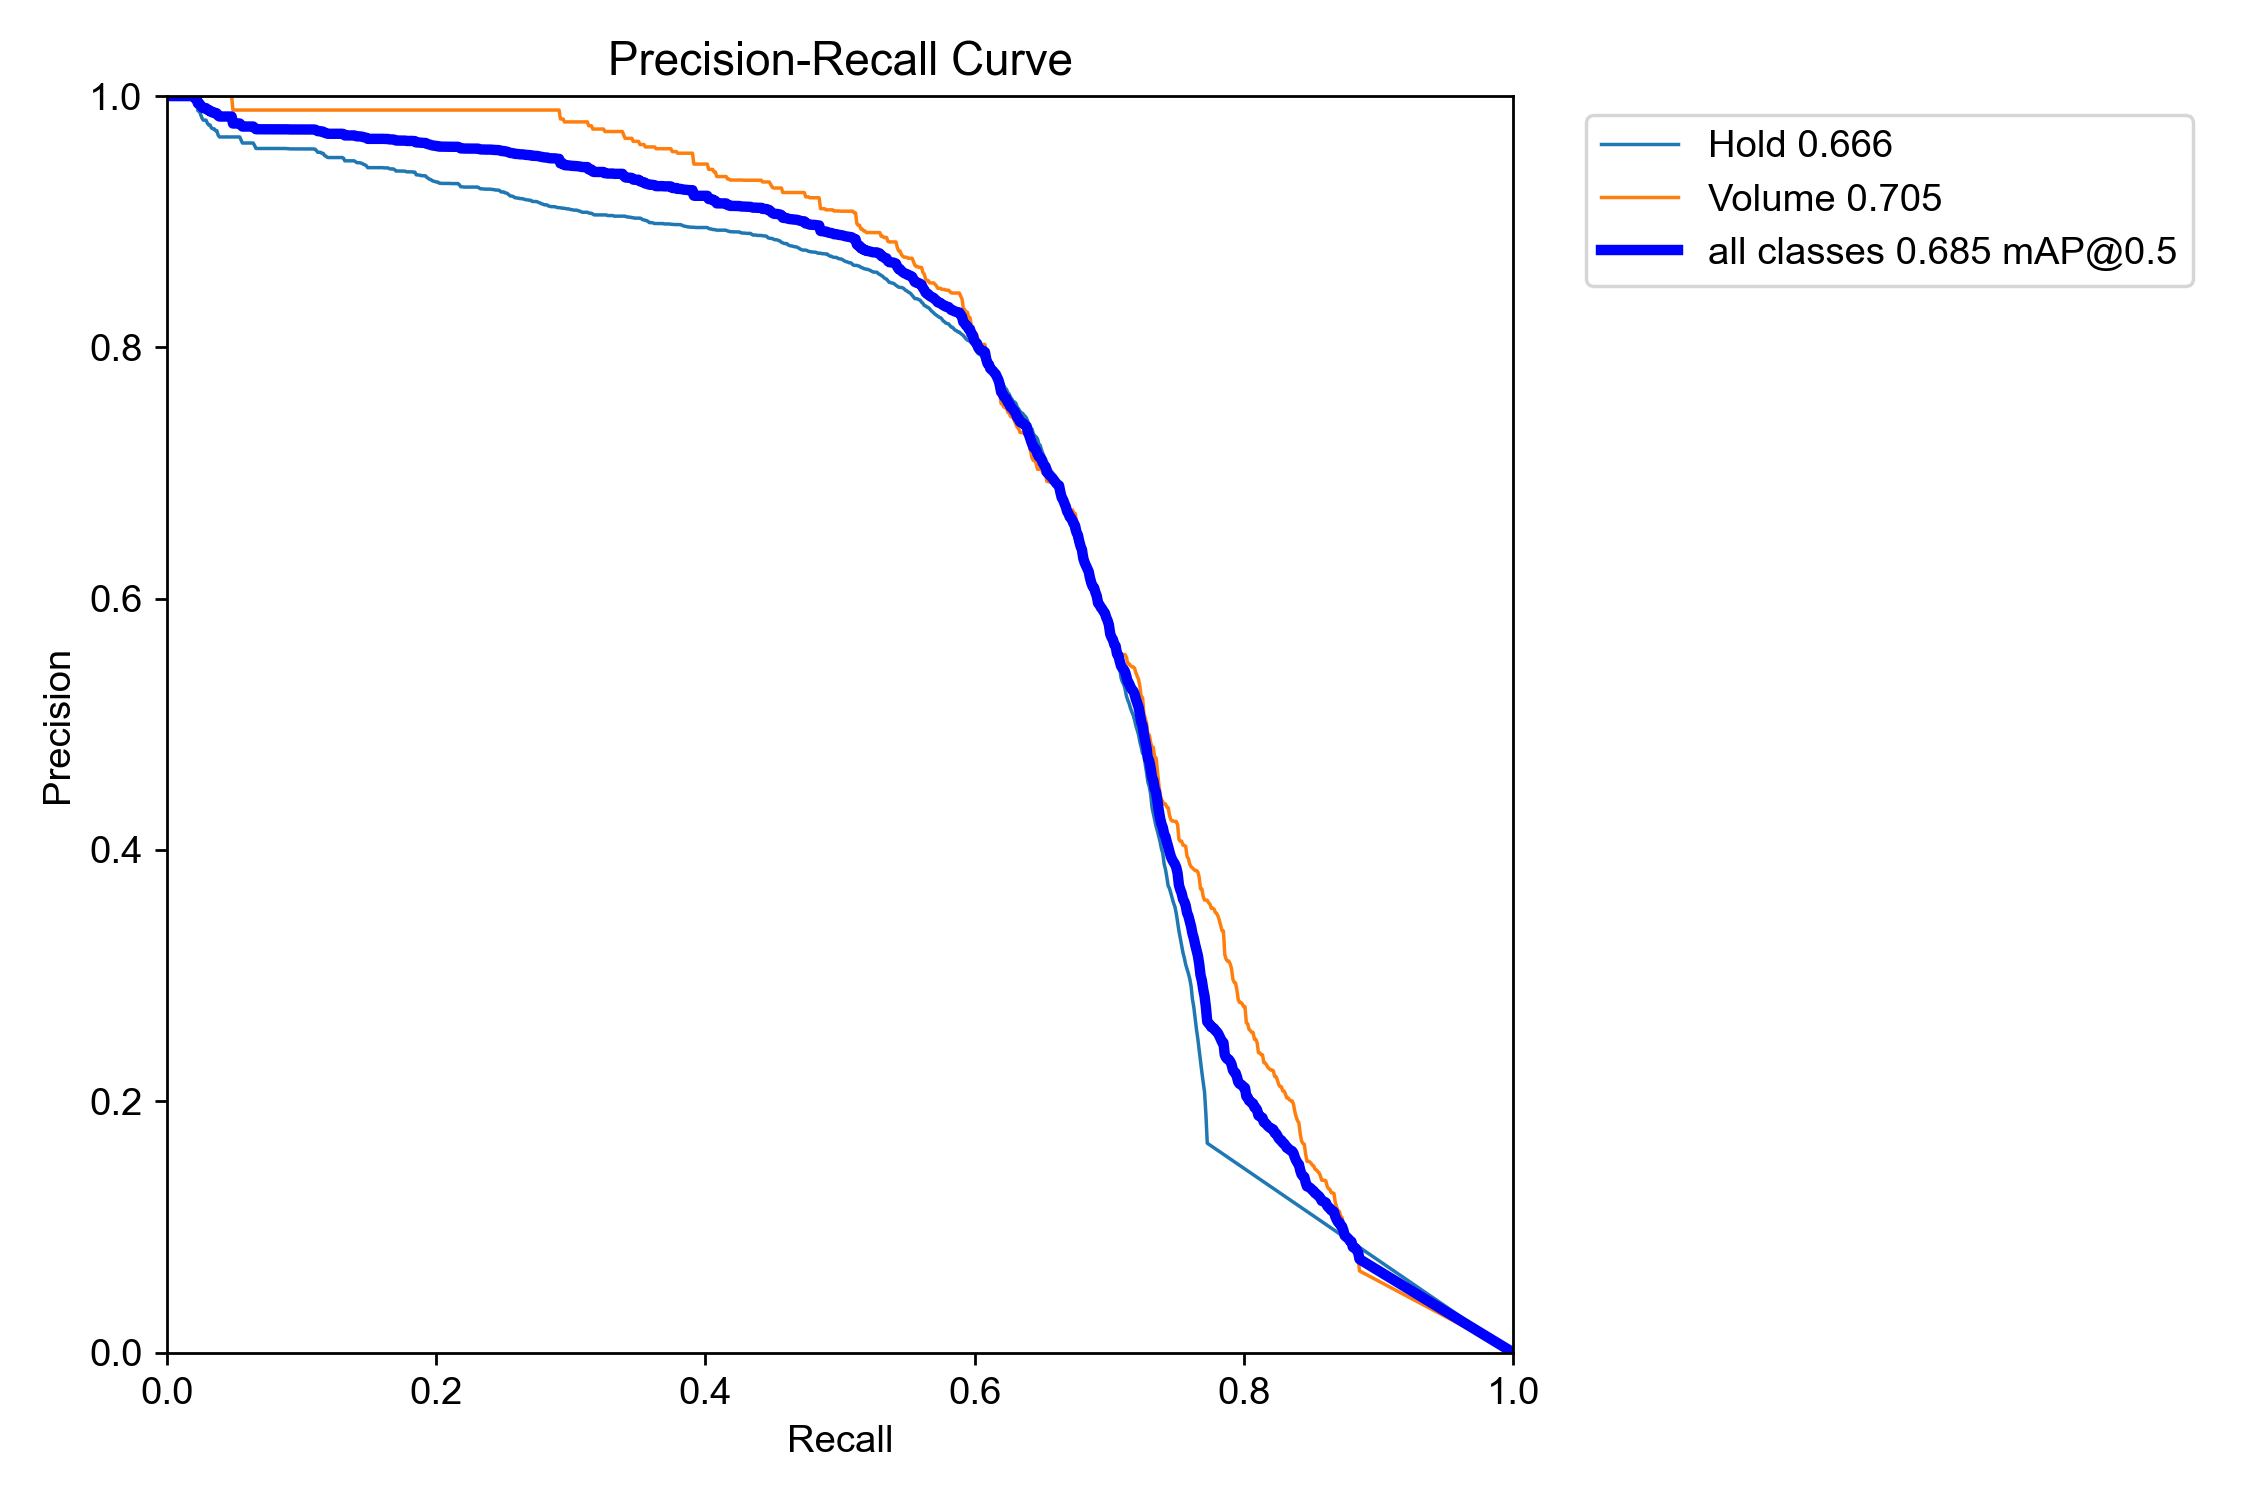 Precision-Recall Curve
1.0
0.8
0.6
0.4
0.2
0.0
Precision
0.0 0.2 0.4 0.6 0.8 1.0
Recall
Hold 0.666
Volume 0.705
all classes 0.685 mAP@0.5